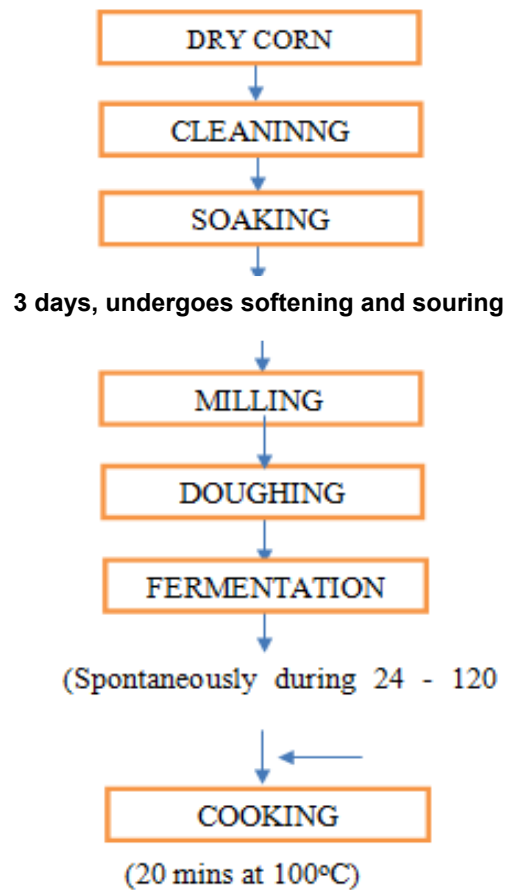 DRY CORN
CLEANINNG
SOAKING
3 days, undergoes softening and souring
MILLING
DOUGHING
FERMENTATION
(Spontaneously during 24 - 120
COOKING
(20 mins at 100ºC)